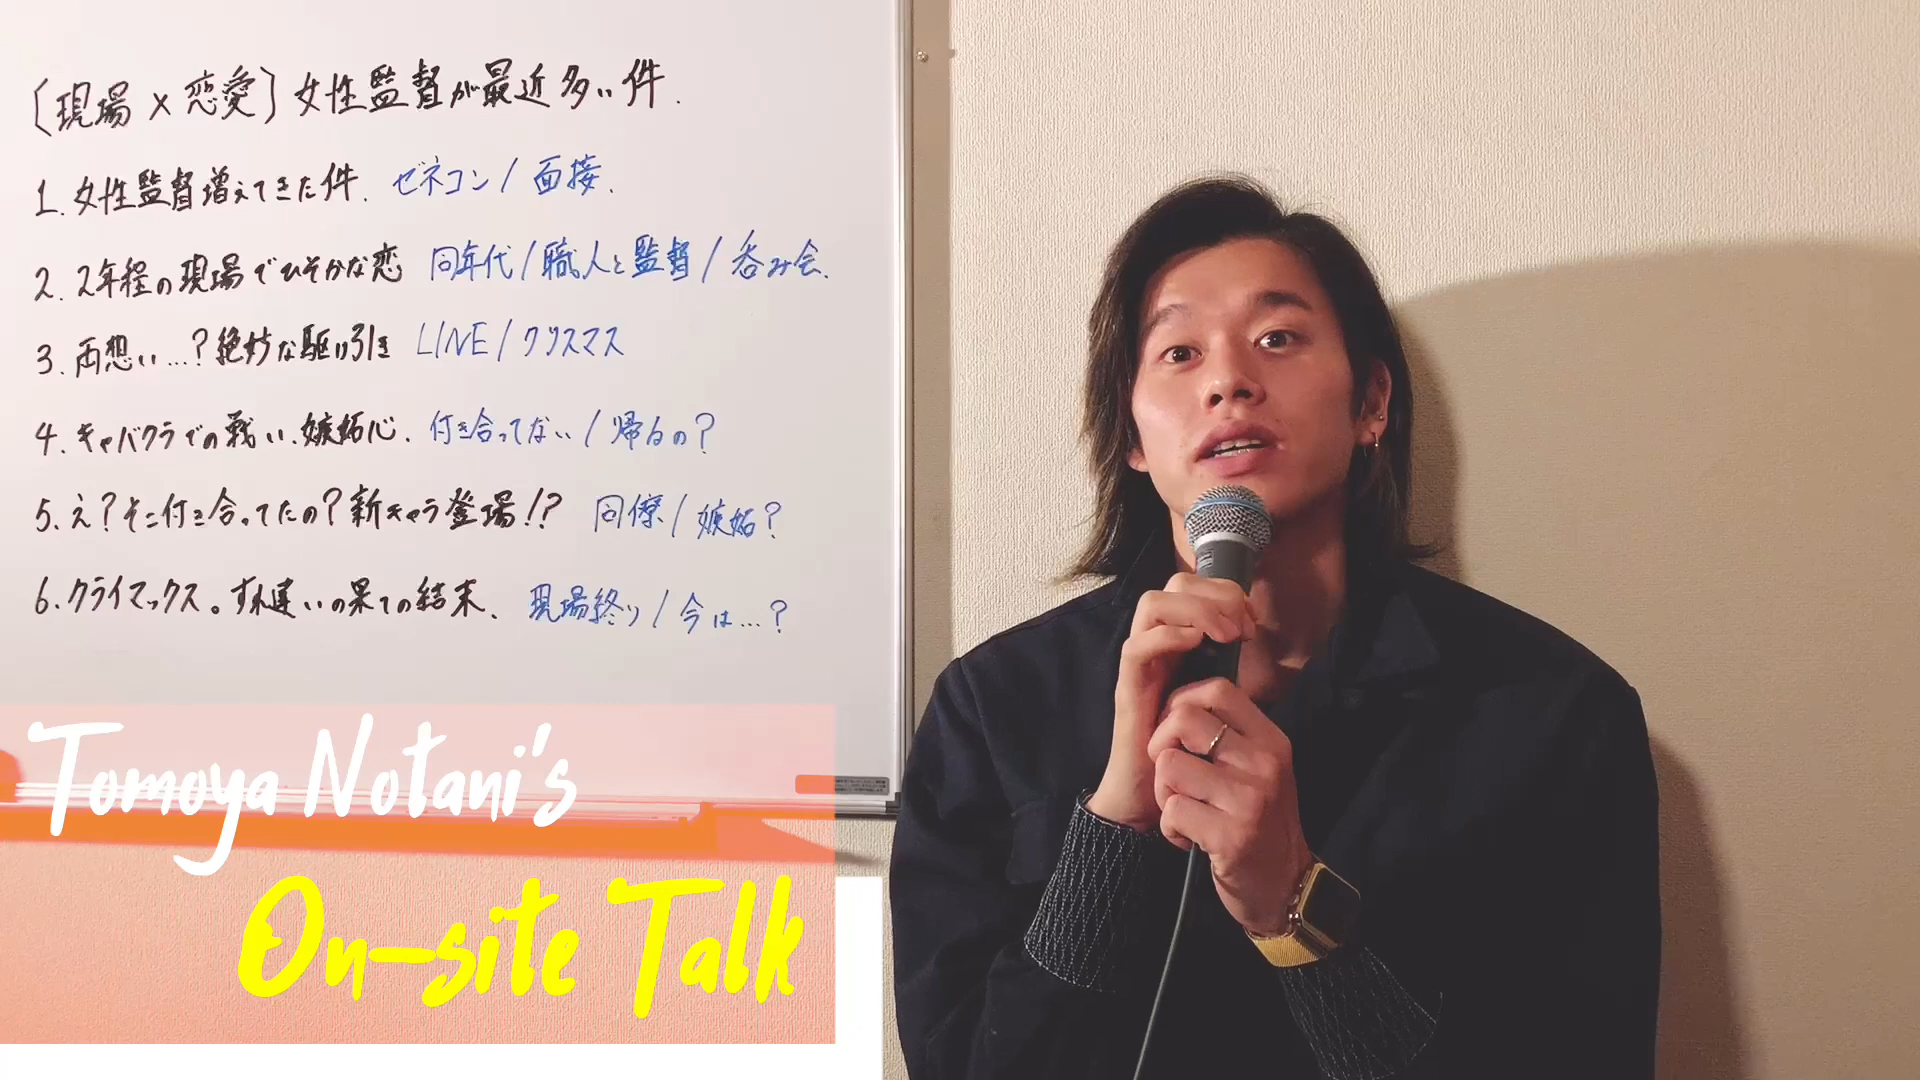 〔現場×恋愛〕女性監督が最近多い件.
1. 女性監督増えてきた件. ゼネコン/面接.
2. 2年程の現場でひそかな恋 同年代/職人と監督/呑み会.
3. 両想い…?絶妙な駆け引き LINE/クリスマス
4. キャバクラでの戦い、嫉妬心. 付き合ってない/帰るの?
5. え?そこ付き合ってたの?新キャラ登場!? 同僚/嫉妬?
6. クライマックス。すれ違いの果ての結末、 現場終り/今は…?
Tomoya Notani's
On-site Talk